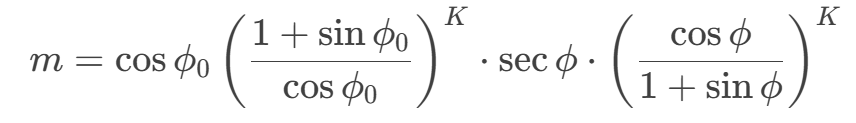 m = cos ϕ₀ ((1 + sin ϕ₀) / (cos ϕ₀))^K · sec ϕ · ((cos ϕ) / (1 + sin ϕ))^K